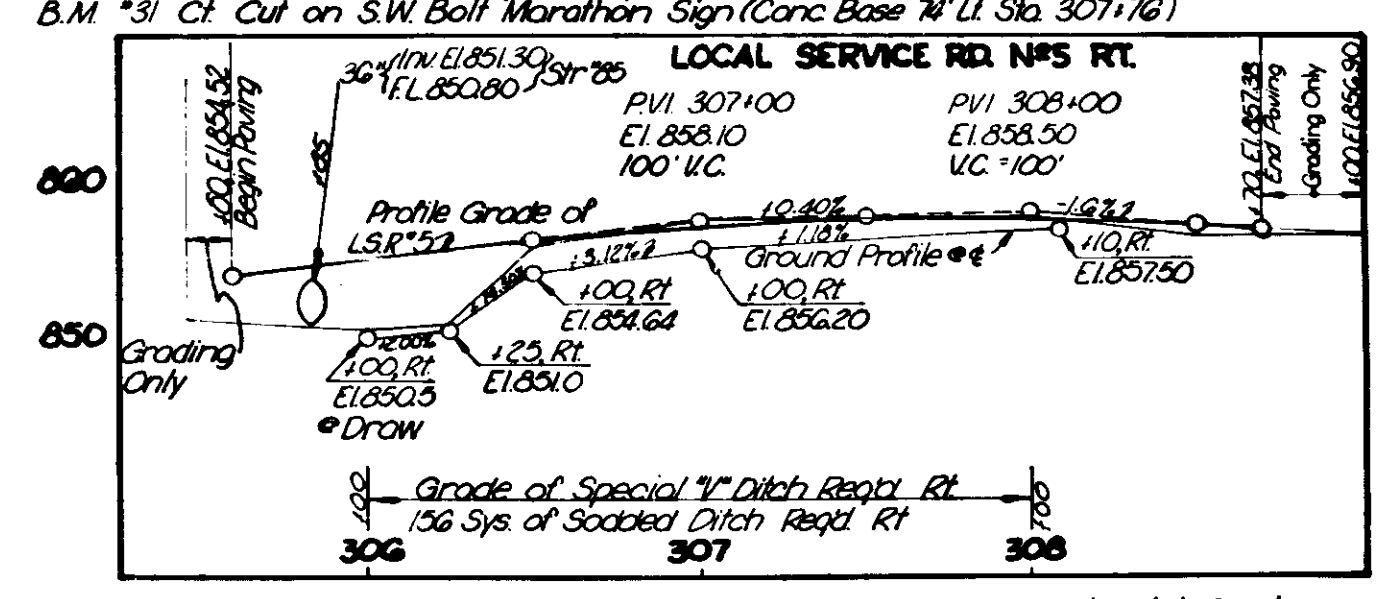 B.M. #31 Ct. Cut on S.W. Bolt Marathon Sign (Conc Base 74' Lt. Sta. 307+76)
LOCAL SERVICE RD. Nº5 RT.
36" Inv. El. 851.30
F.L. 850.80
Str #85
P.V.I. 307+00
El. 858.10
100' V.C.
PVI 308+00
El. 858.50
V.C. = 100'
+00, El. 854.52
Begin Paving
+85
+70, El. 857.38
End Paving
Grading Only
+00, El. 856.90
860
850
Profile Grade of
L.S.R. #5
+0.40%
-1.6%
+3.12%
+1.18%
Ground Profile @ ȼ
+10, Rt.
El. 857.50
+00, Rt.
El. 854.64
+00, Rt.
El. 856.20
Grading
Only
+2.00%
+00, Rt.
El. 850.5
@ Draw
+25, Rt.
El. 851.0
+00
Grade of Special "V" Ditch Req'd. Rt.
+00
156 Sys. of Sodded Ditch Req'd. Rt
306
307
308